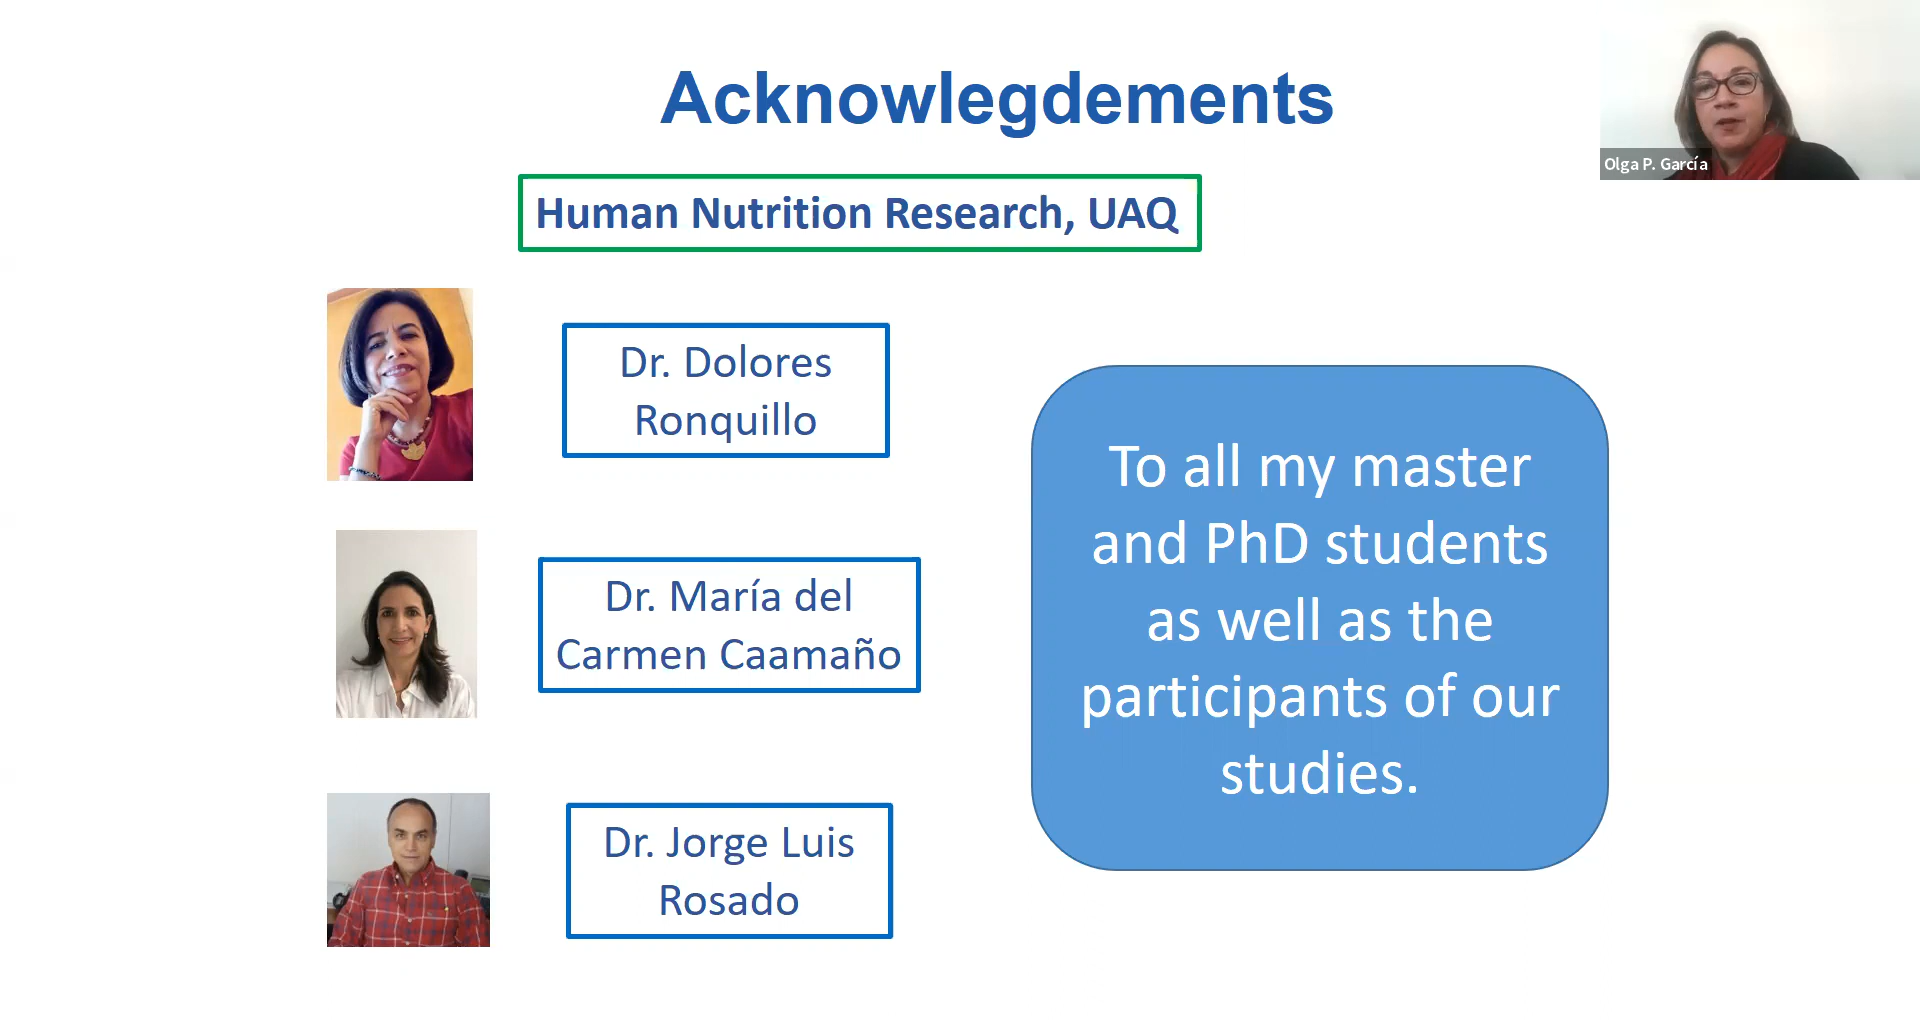 Acknowlegdements
Olga P. García
Human Nutrition Research, UAQ
Dr. Dolores
Ronquillo
Dr. María del
Carmen Caamaño
Dr. Jorge Luis
Rosado
To all my master
and PhD students
as well as the
participants of our
studies.